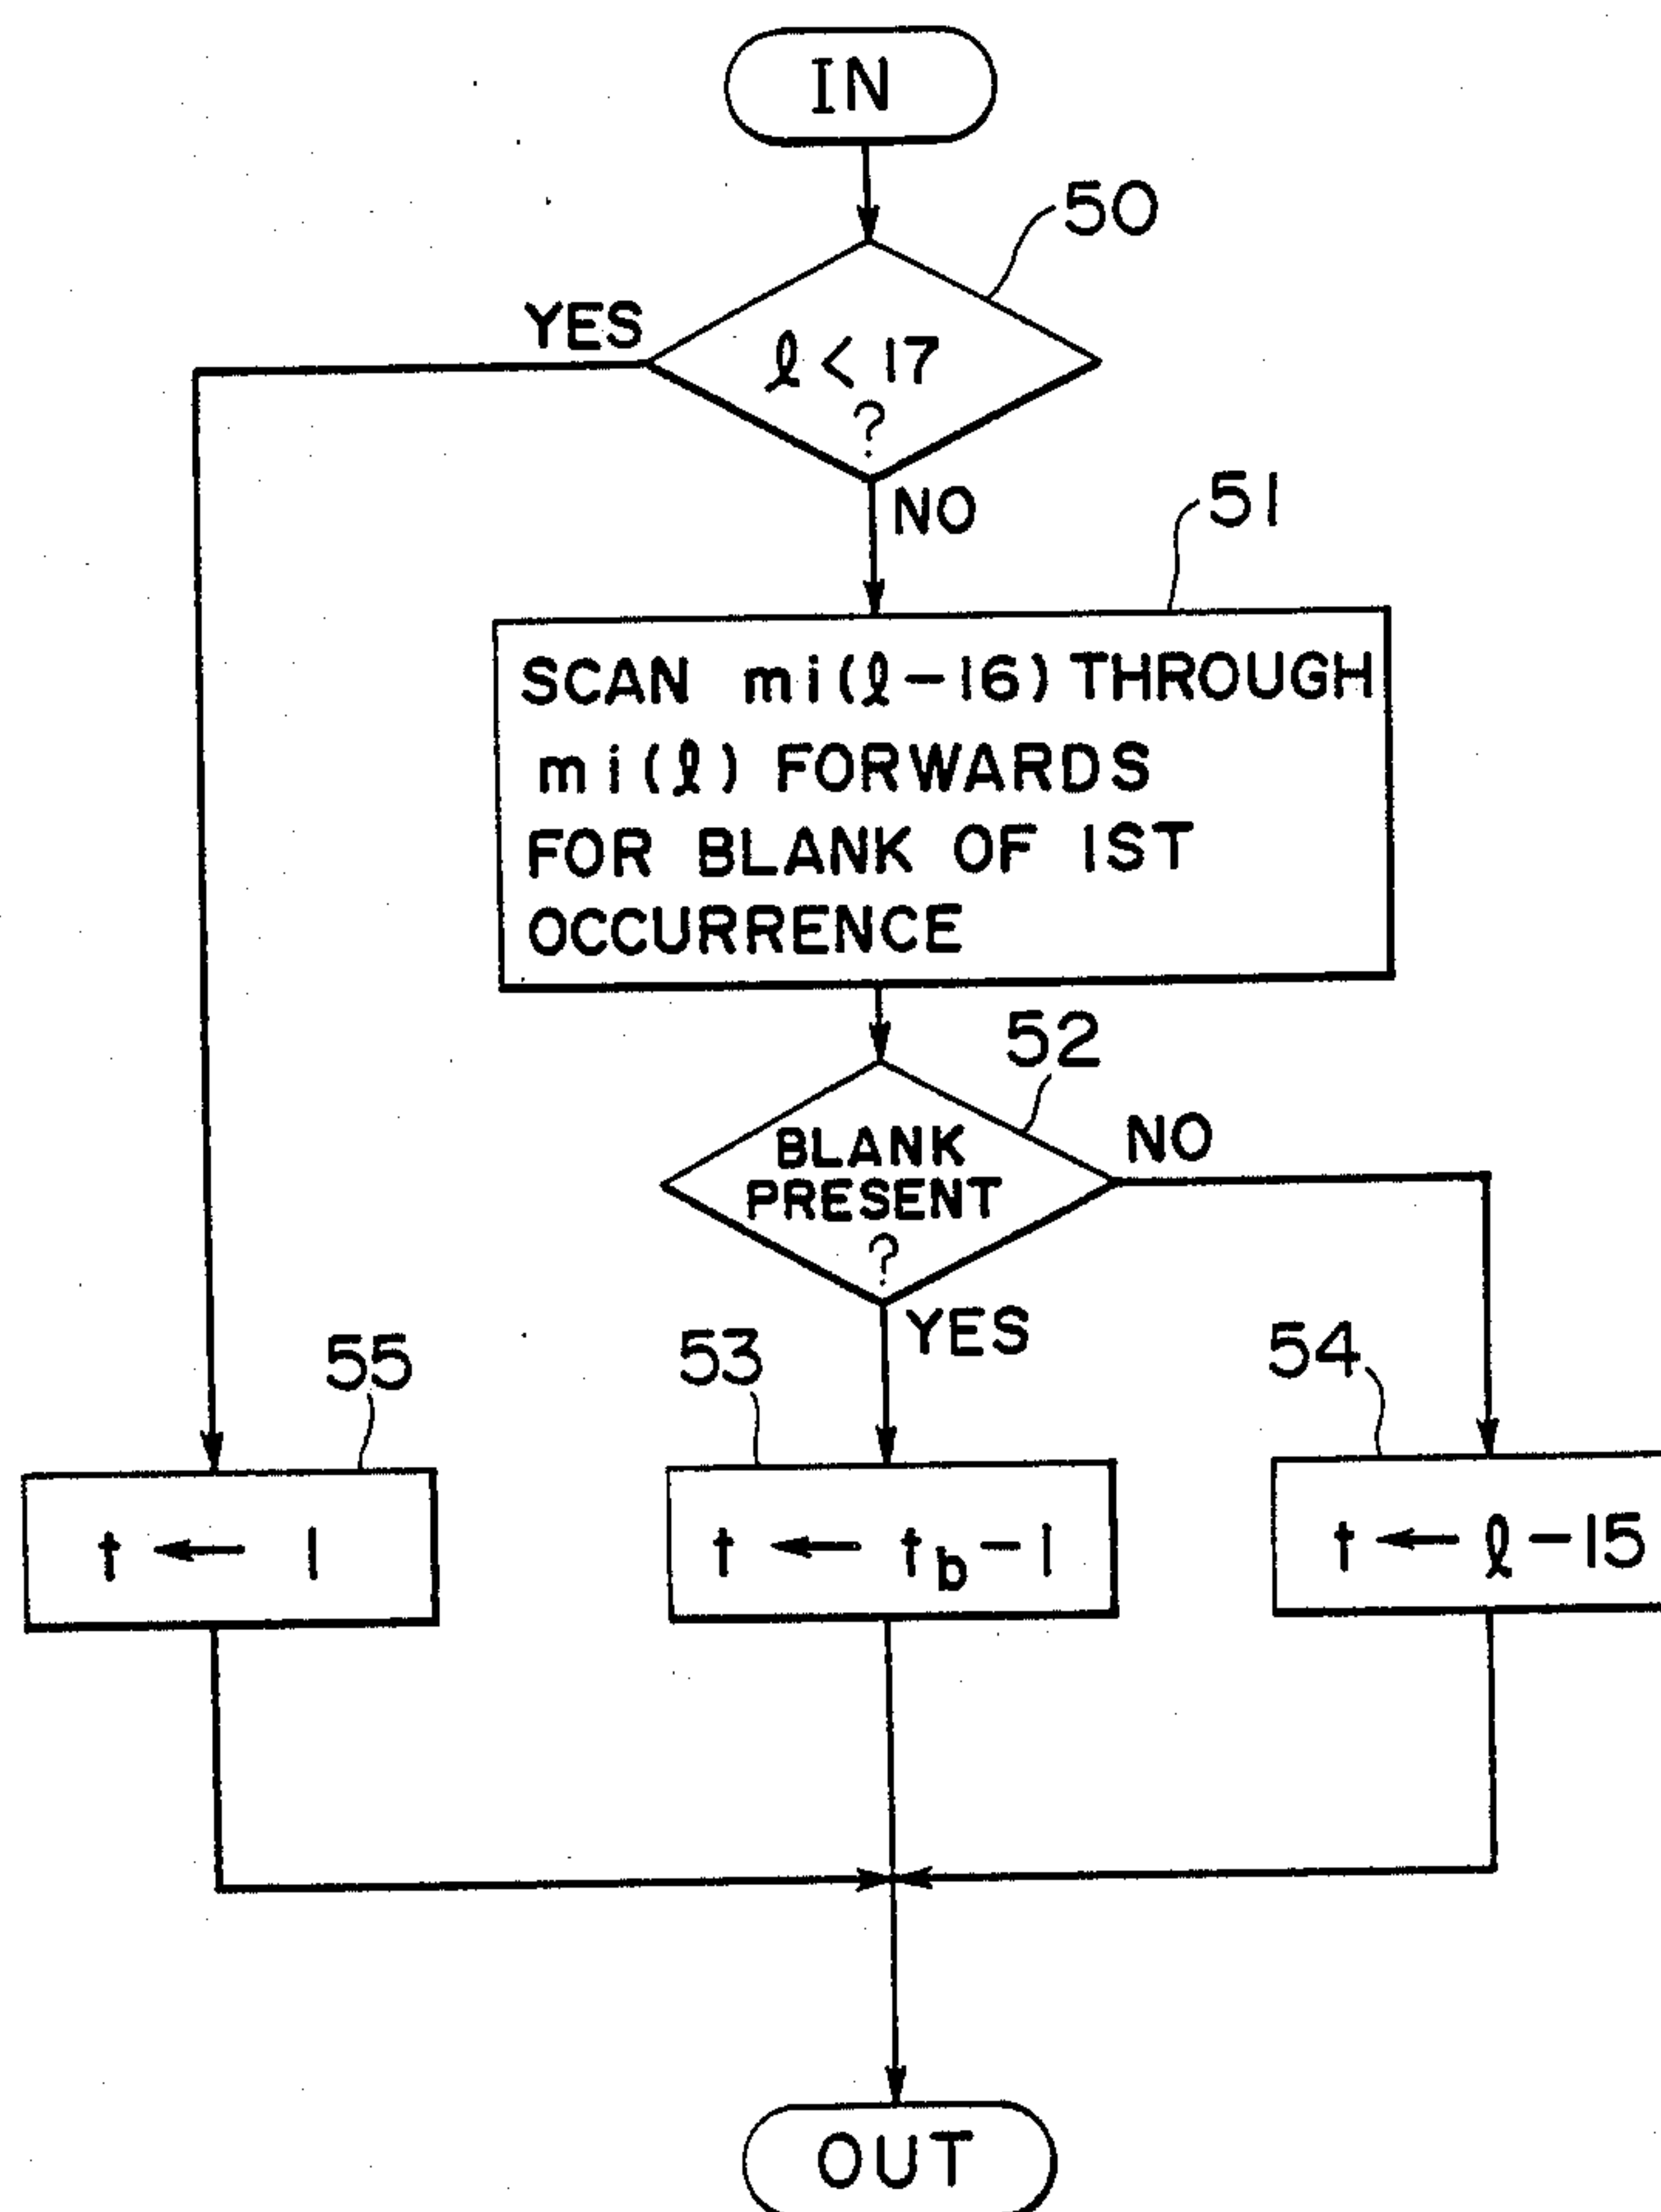 IN
50
YES
ℓ < 17
?
NO
51
SCAN mi(ℓ-16) THROUGH
mi(ℓ) FORWARDS
FOR BLANK OF 1ST
OCCURRENCE
52
BLANK
PRESENT
?
NO
YES
55
53
54
t ← 1
t ← tb-1
t ← ℓ-15
OUT